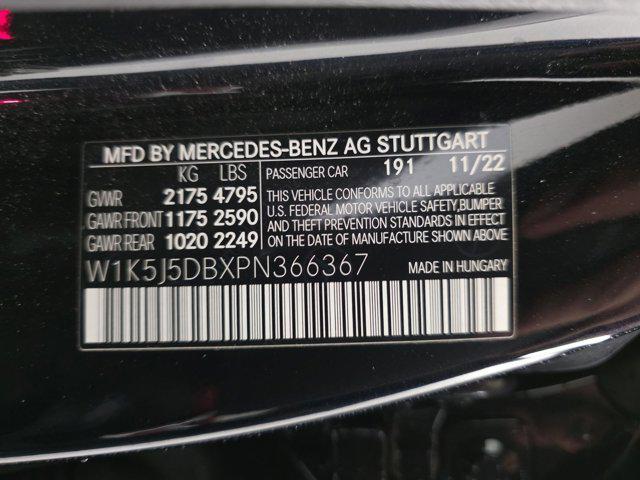 MFD BY MERCEDES-BENZ AG STUTTGART
KG LBS
GWR 2175 4795
GAWR FRONT 1175 2590
GAWR REAR 1020 2249
PASSENGER CAR 191 11/22
THIS VEHICLE CONFORMS TO ALL APPLICABLE
U.S. FEDERAL MOTOR VEHICLE SAFETY, BUMPER
AND THEFT PREVENTION STANDARDS IN EFFECT
ON THE DATE OF MANUFACTURE SHOWN ABOVE.
W1K5J5DBXPN366367 MADE IN HUNGARY